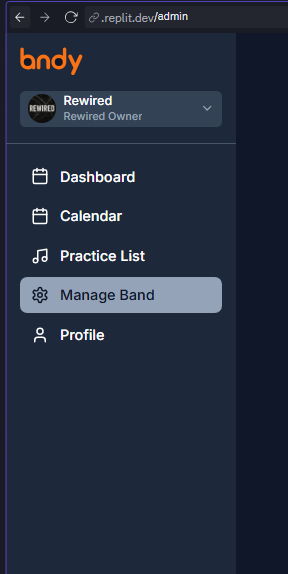 .replit.dev/admin
bndy
REWIRED
Rewired
Rewired Owner
Dashboard
Calendar
Practice List
Manage Band
Profile